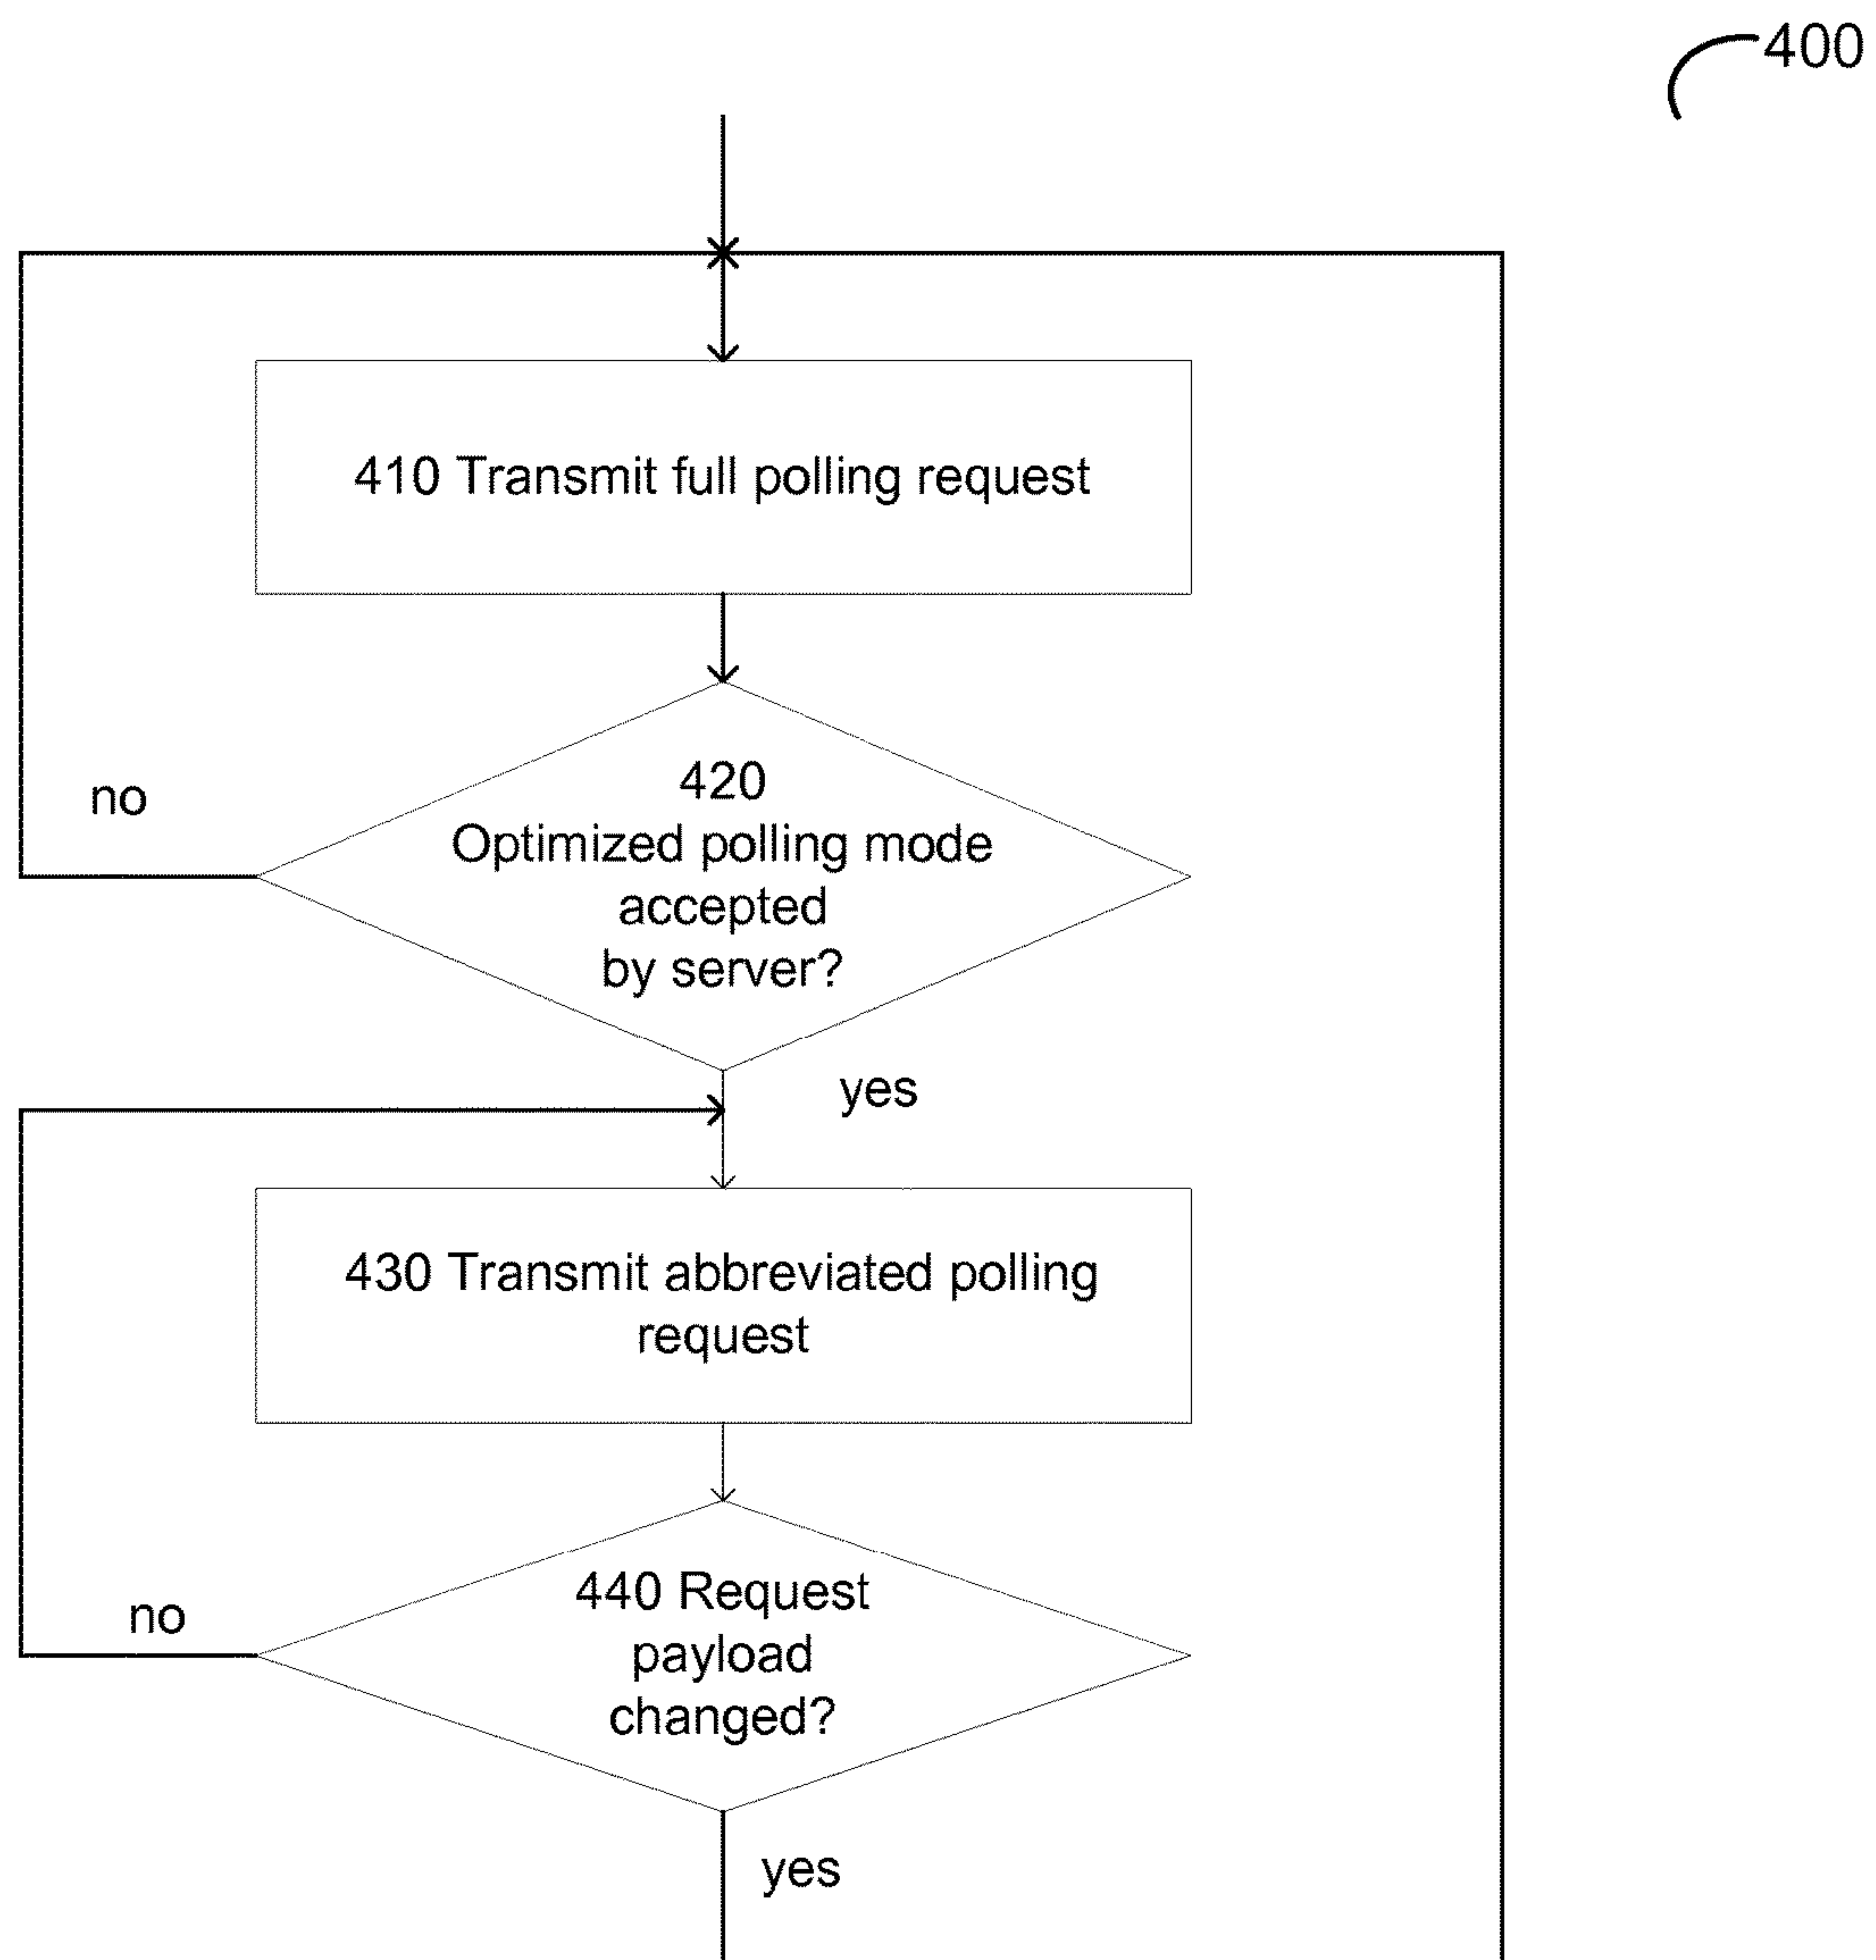 400
410 Transmit full polling request
420
Optimized polling mode
accepted
by server?
no
yes
430 Transmit abbreviated polling
request
440 Request
payload
changed?
no
yes